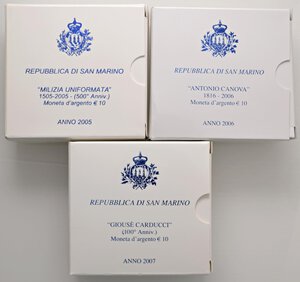 REPUBBLICA DI SAN MARINO
"MILIZIA UNIFORMATA"
1505-2005 - (500° Anniv.)
Moneta d'argento € 10
ANNO 2005
REPUBBLICA DI SAN MARINO
"ANTONIO CANOVA"
1816 - 2006
Moneta d'argento € 10
ANNO 2006
REPUBBLICA DI SAN MARINO
"GIOUSÈ CARDUCCI"
(100° Anniv.)
Moneta d'argento € 10
ANNO 2007